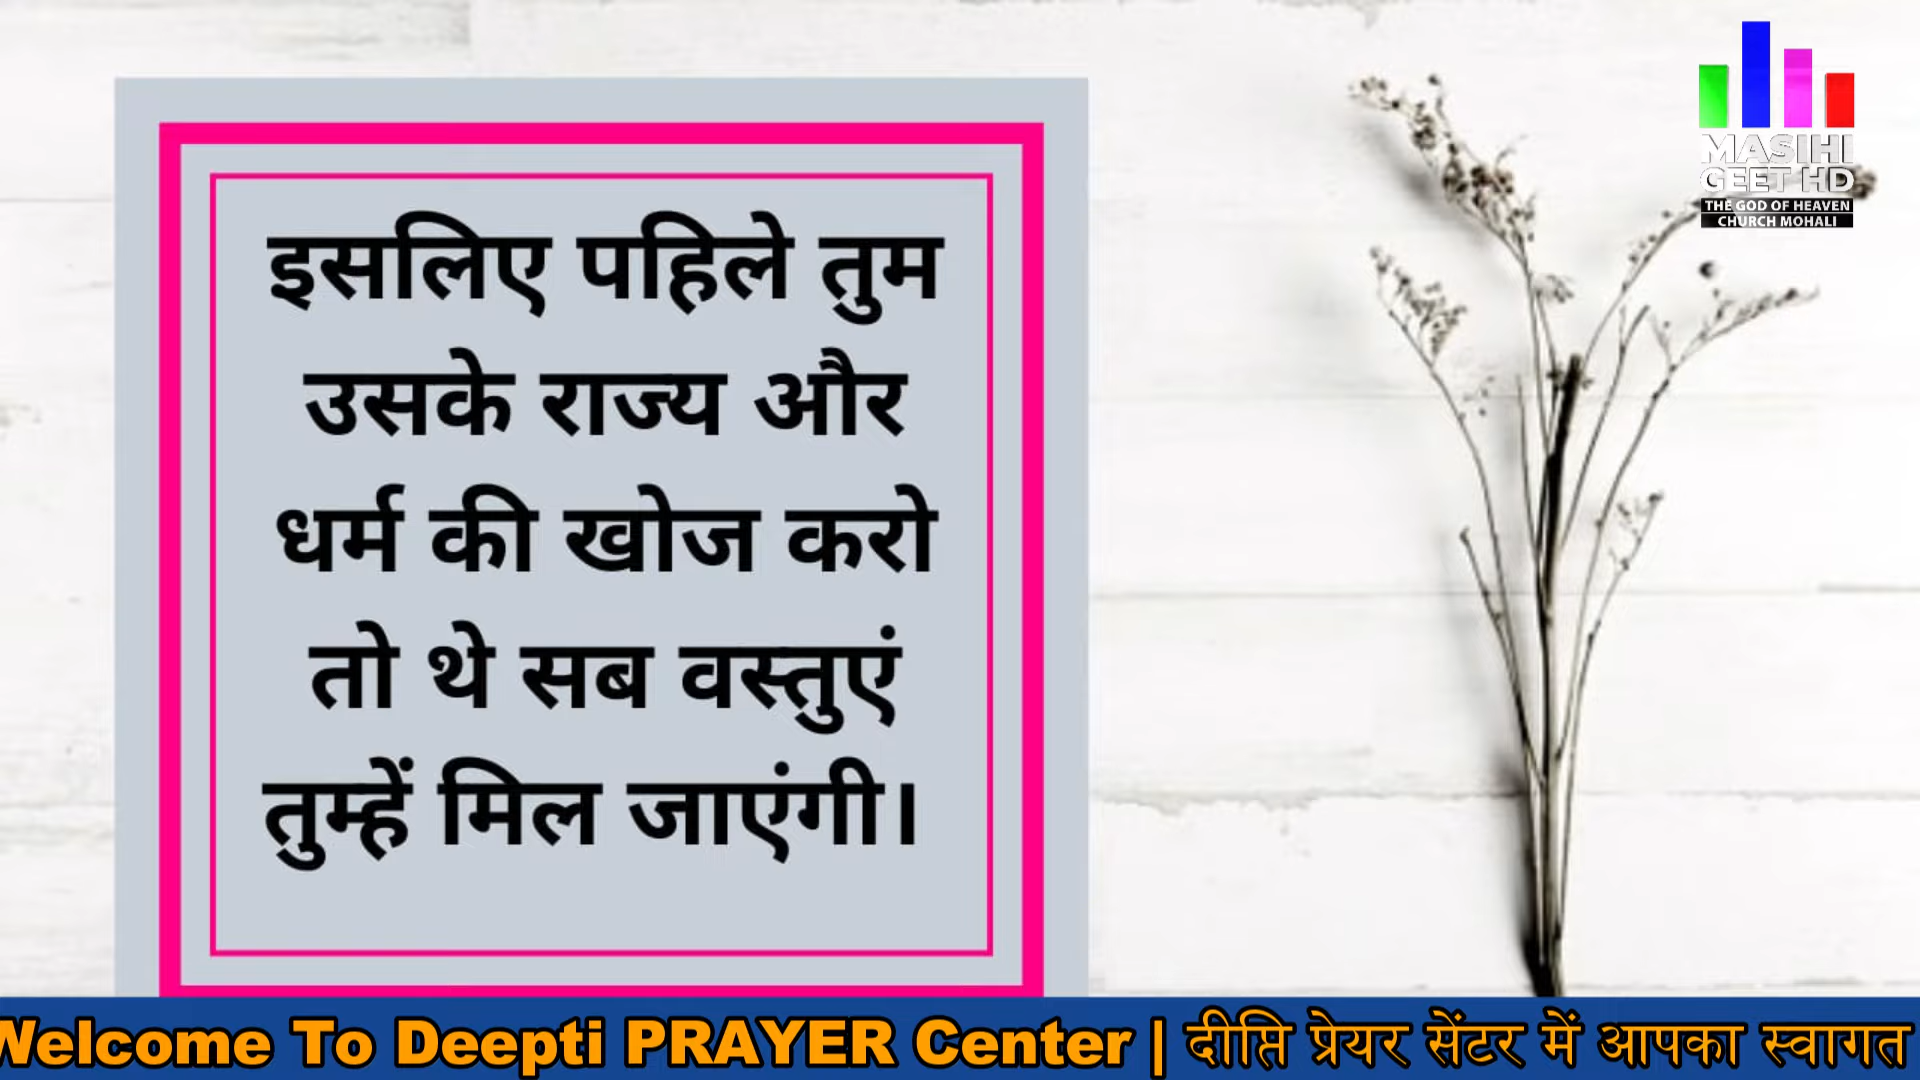 इसलिए पहिले तुम
उसके राज्य और
धर्म की खोज करो
तो थे सब वस्तुएं
तुम्हें मिल जाएंगी।
MASIHI
GEET HD
THE GOD OF HEAVEN
CHURCH MOHALI
Welcome To Deepti PRAYER Center | दीप्ति प्रेयर सेंटर में आपका स्वागत